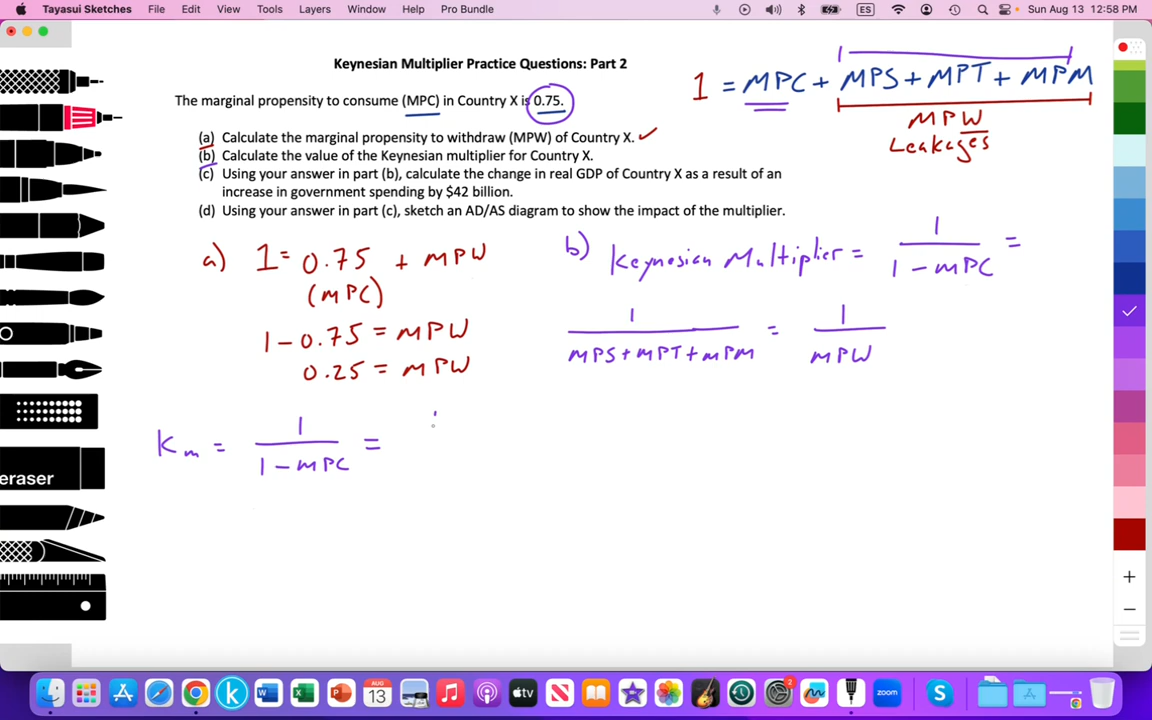 Tayasui Sketches File Edit View Tools Layers Window Help Pro Bundle ES Sun Aug 13 12:58 PM
Keynesian Multiplier Practice Questions: Part 2
The marginal propensity to consume (MPC) in Country X is 0.75.
(a) Calculate the marginal propensity to withdraw (MPW) of Country X.
(b) Calculate the value of the Keynesian multiplier for Country X.
(c) Using your answer in part (b), calculate the change in real GDP of Country X as a result of an
increase in government spending by $42 billion.
(d) Using your answer in part (c), sketch an AD/AS diagram to show the impact of the multiplier.
1 = MPC + MPS + MPT + MPM
MPW
Leakages
a) 1 = 0.75 + MPW
(MPC)
1 - 0.75 = MPW
0.25 = MPW
b) Keynesian Multiplier = 1 =
1 - MPC
1 = 1
MPS + MPT + MPM MPW
Km = 1 =
1 - MPC
eraser
AUG
13
2
zoom